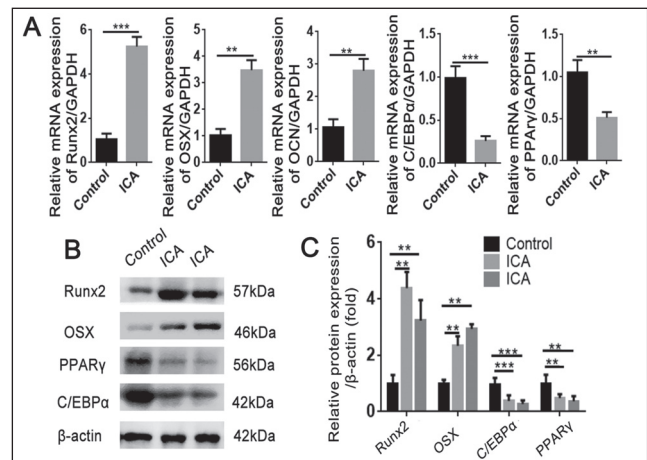 A
Relative mRNA expression
of Runx2/GAPDH
8
6
4
2
0
***
Control
ICA
Relative mRNA expression
of OSX/GAPDH
5
4
3
2
1
0
**
Control
ICA
Relative mRNA expression
of OCN/GAPDH
4
3
2
1
0
**
Control
ICA
Relative mRNA expression
of C/EBPα/GAPDH
1.5
1.0
0.5
0.0
***
Control
ICA
Relative mRNA expression
of PPARγ/GAPDH
1.5
1.0
0.5
0.0
**
Control
ICA
B
Control
ICA
ICA
Runx2
57kDa
OSX
46kDa
PPARγ
56kDa
C/EBPα
42kDa
β-actin
42kDa
C
Relative protein expression
/β-actin (fold)
6
4
2
0
**
**
**
**
***
***
**
**
Control
ICA
ICA
Runx2
OSX
C/EBPα
PPARγ